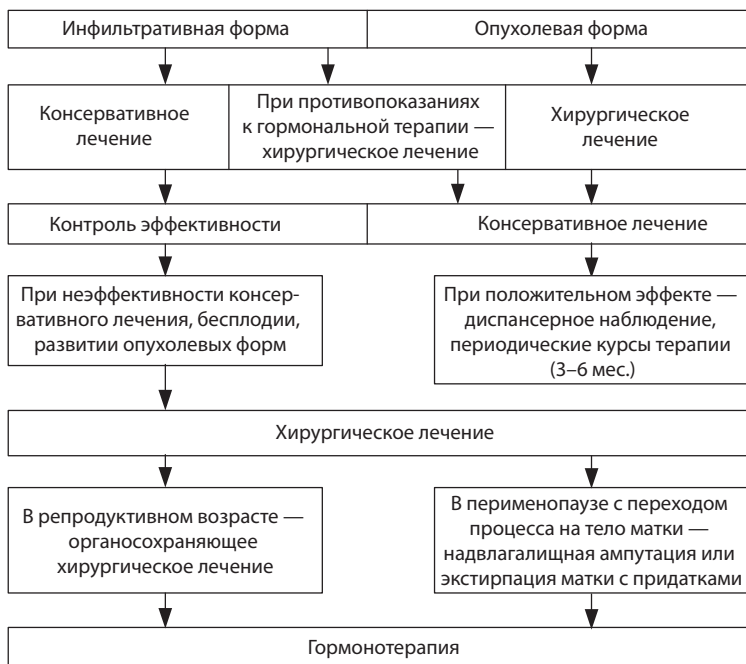 Инфильтративная форма
Опухолевая форма
Консервативное
лечение
При противопоказаниях
к гормональной терапии —
хирургическое лечение
Хирургическое
лечение
Контроль эффективности
Консервативное лечение
При неэффективности консер-
вативного лечения, бесплодии,
развитии опухолевых форм
При положительном эффекте —
диспансерное наблюдение,
периодические курсы терапии
(3–6 мес.)
Хирургическое лечение
В репродуктивном возрасте —
органосохраняющее
хирургическое лечение
В перименопаузе с переходом
процесса на тело матки —
надвлагалищная ампутация или
экстирпация матки с придатками
Гормонотерапия